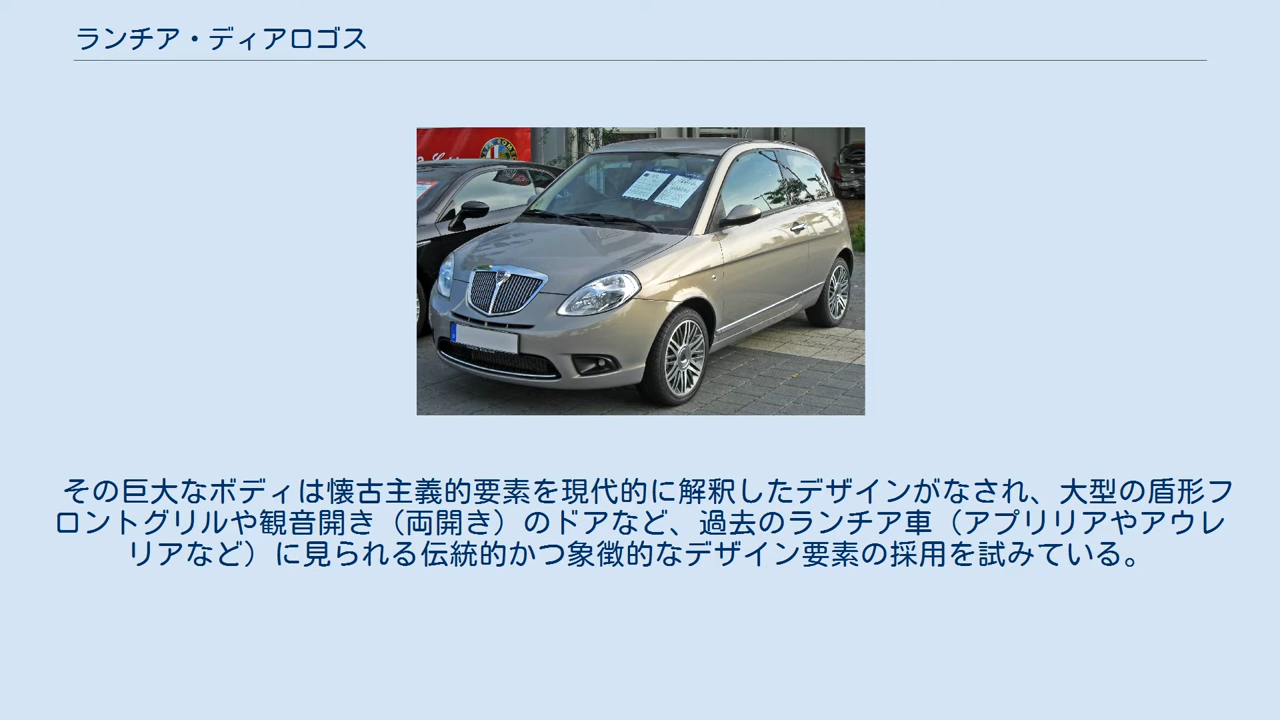 ランチア・ディアロゴス
その巨大なボディは懐古主義的要素を現代的に解釈したデザインがなされ、大型の盾形フ
ロントグリルや観音開き（両開き）のドアなど、過去のランチア車（アプリリアやアウレ
リアなど）に見られる伝統的かつ象徴的なデザイン要素の採用を試みている。